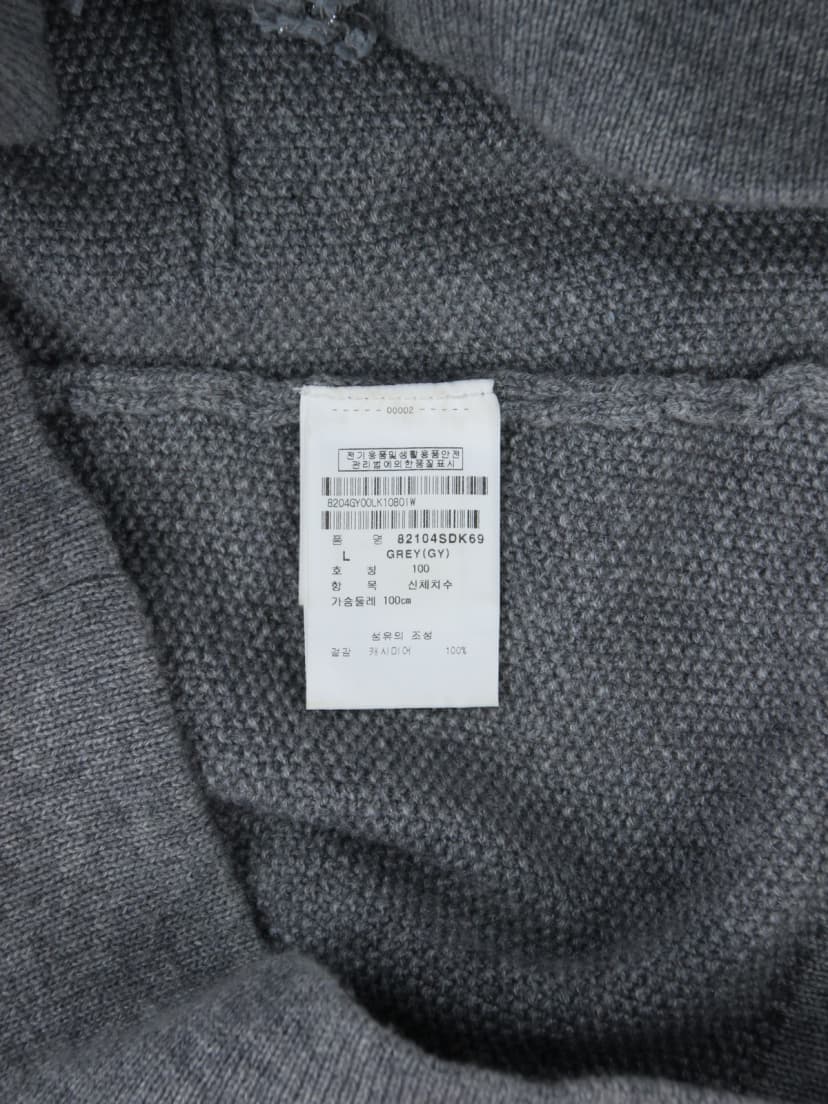 ----- 00002 -----
전기용품및생활용품안전
관리법에의한품질표시
8204GY00LK1080IW
품 명 82104SDK69
L GREY(GY)
호 칭 100
항 목 신체치수
가슴둘레 100cm
섬유의 조성
겉감 캐시미어 100%